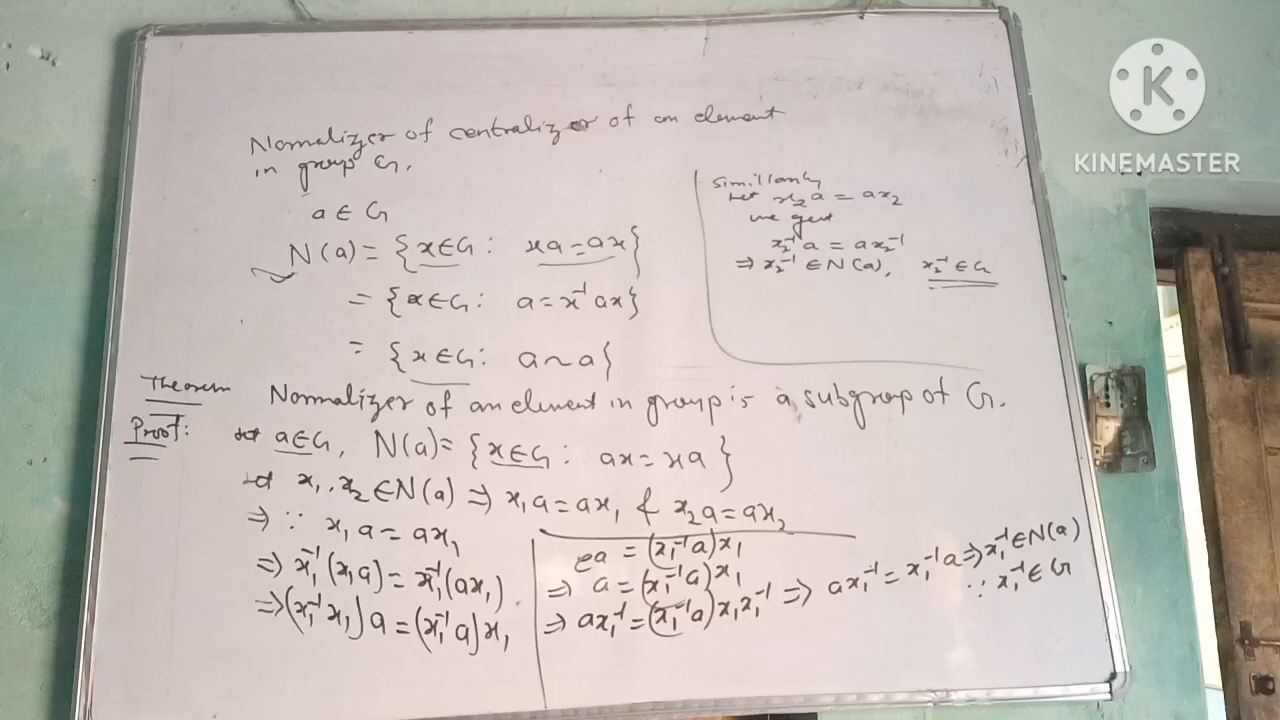 Normalizer of centralizer of an element
in group G.
a ∈ G
N(a) = {x∈G : xa = ax}
= {x∈G : a = x⁻¹ax}
= {x∈G : a ~ a}
Similarly
let x₂a = ax₂
we get
x₂⁻¹a = ax₂⁻¹
⇒ x₂⁻¹ ∈ N(a), x₂⁻¹ ∈ G
Theorem Normalizer of an element in group is a subgrop of G.
Proof: let a∈G, N(a) = {x∈G : ax = xa}
let x₁, x₂ ∈ N(a) ⇒ x₁a = ax₁ & x₂a = ax₂
⇒ ∵ x₁a = ax₁
⇒ x₁⁻¹(x₁a) = x₁⁻¹(ax₁)
⇒ (x₁⁻¹x₁)a = (x₁⁻¹a)x₁
ea = (x₁⁻¹a)x₁
⇒ a = (x₁⁻¹a)x₁
⇒ ax₁⁻¹ = (x₁⁻¹a)x₁x₁⁻¹ ⇒ ax₁⁻¹ = x₁⁻¹a ⇒ x₁⁻¹ ∈ N(a)
∵ x₁⁻¹ ∈ G
K
KINEMASTER